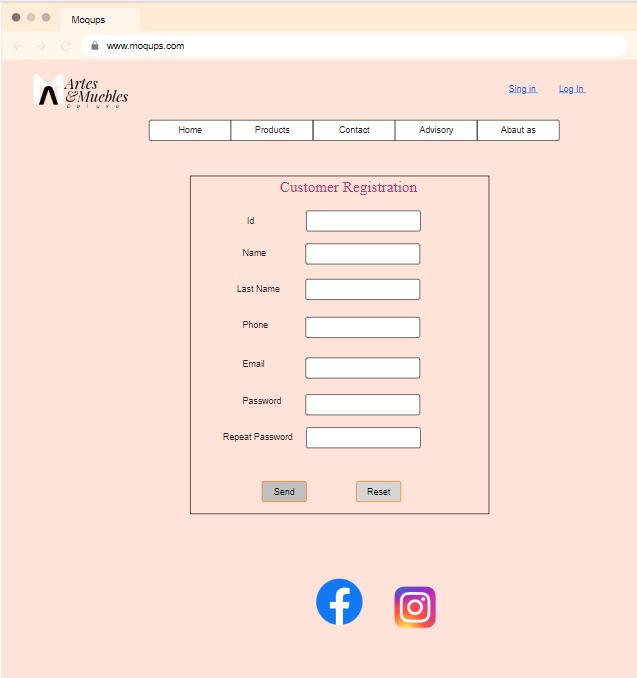 Moqups
www.moqups.com
Artes
&Muebles
Deluxe
Sing in
Log In
Home
Products
Contact
Advisory
Abaut as
Customer Registration
Id
Name
Last Name
Phone
Email
Password
Repeat Password
Send
Reset